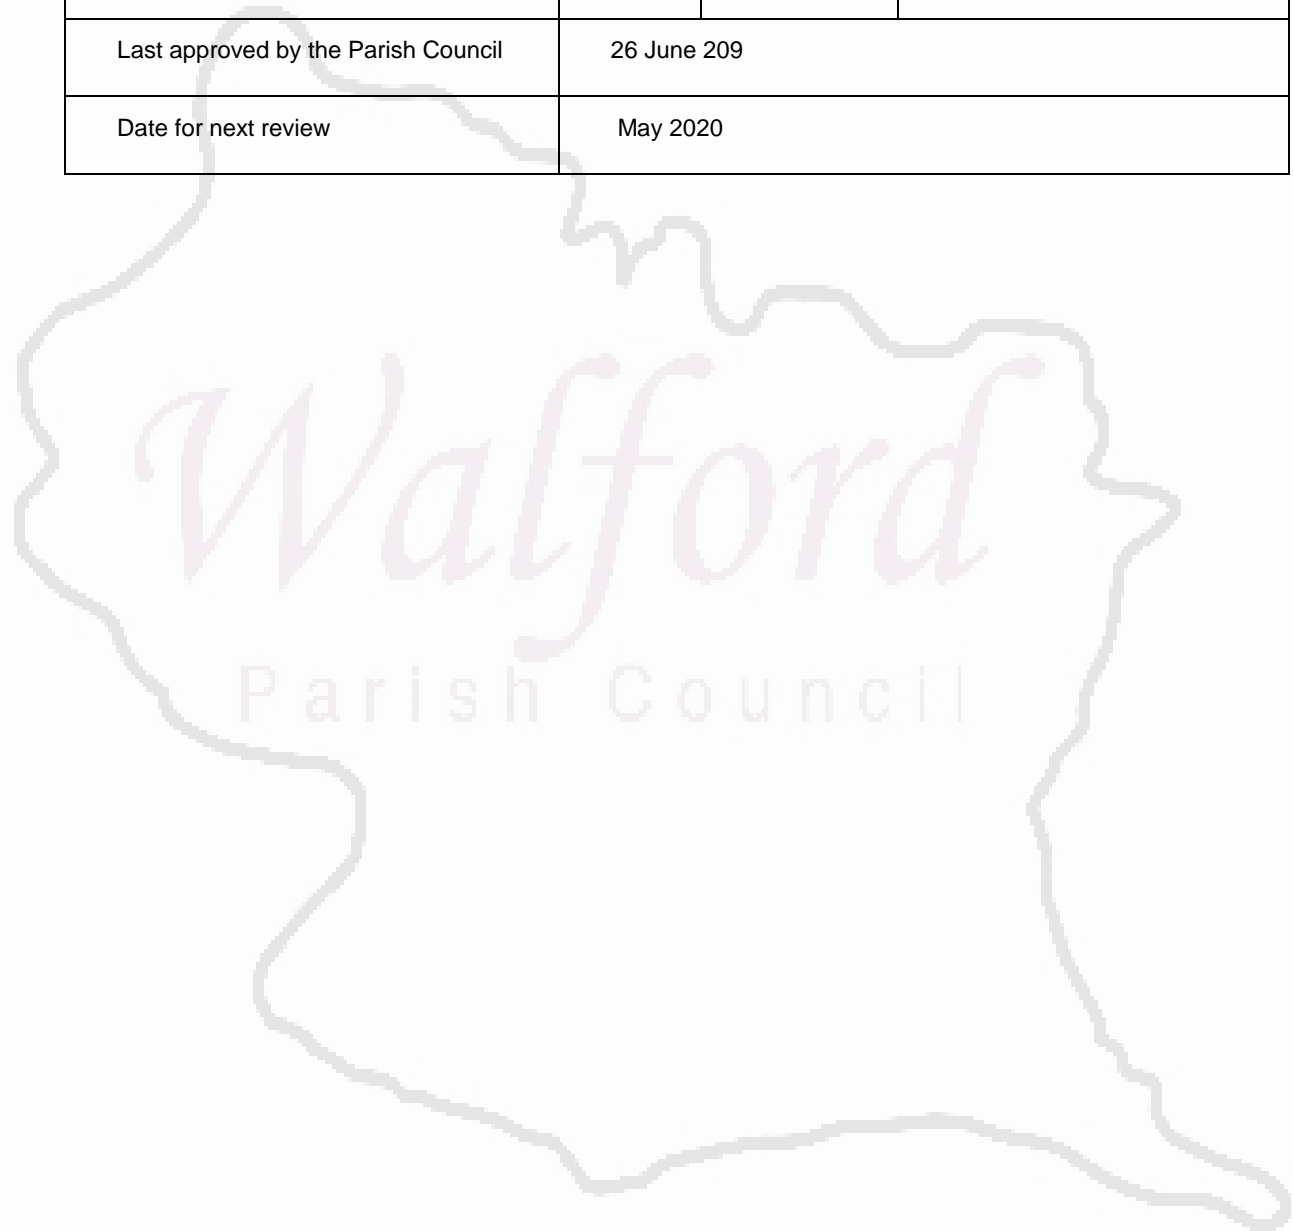 Last approved by the Parish Council 26 June 209
Date for next review May 2020
Walford
Parish Council